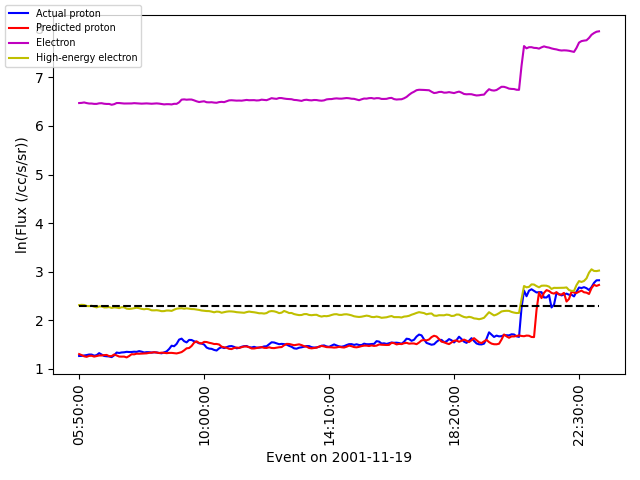 Actual proton
Predicted proton
Electron
High-energy electron
7
6
5
4
3
2
1
ln(Flux (/cc/s/sr))
05:50:00
10:00:00
14:10:00
18:20:00
22:30:00
Event on 2001-11-19